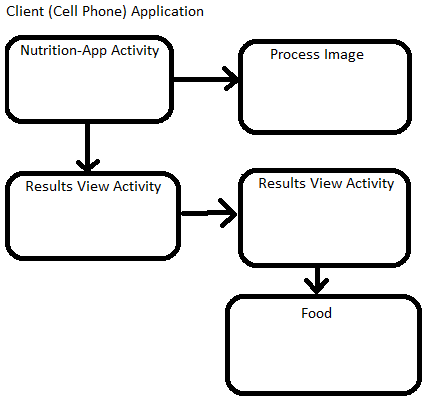 Client (Cell Phone) Application
Nutrition-App Activity
Process Image
Results View Activity
Results View Activity
Food